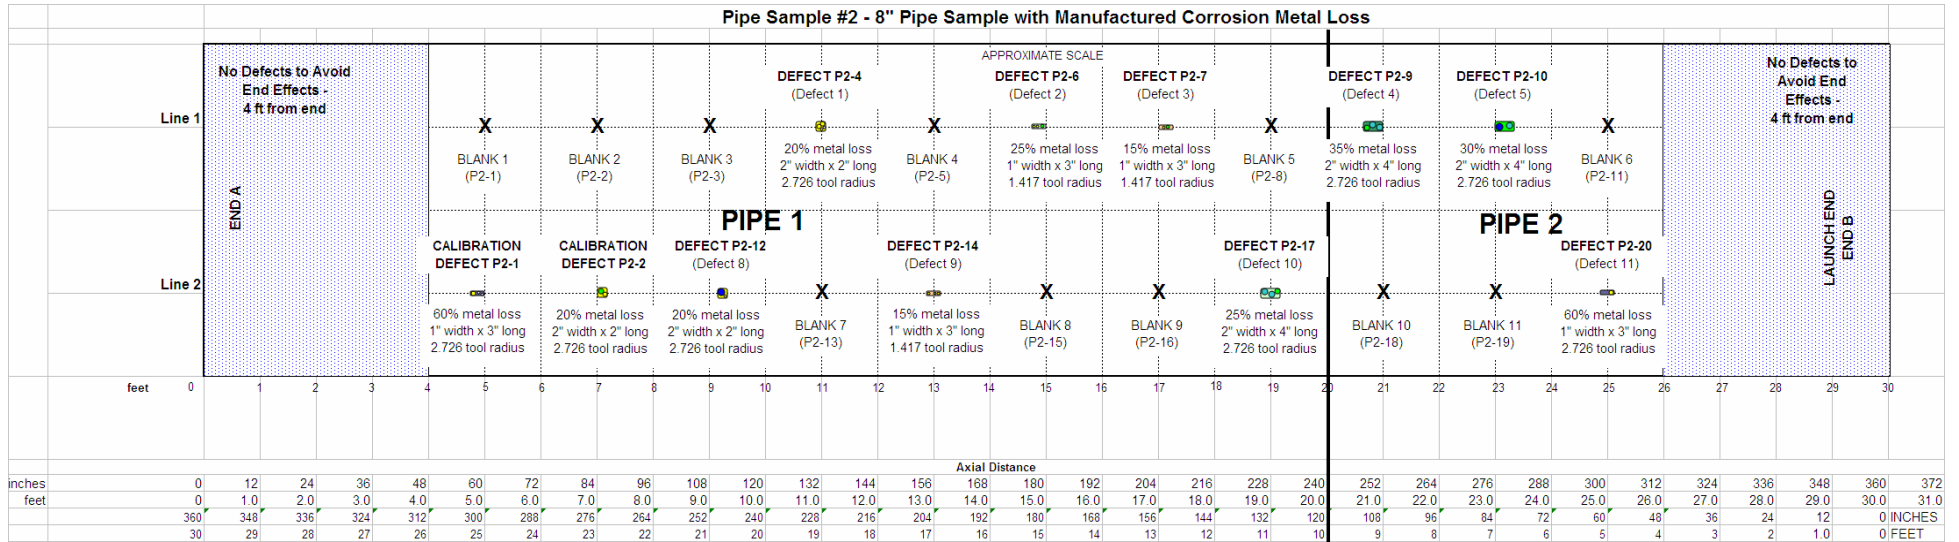 Pipe Sample #2 - 8" Pipe Sample with Manufactured Corrosion Metal Loss
APPROXIMATE SCALE
No Defects to Avoid
End Effects -
4 ft from end
No Defects to
Avoid End
Effects -
4 ft from end
END A
LAUNCH END
END B
Line 1
DEFECT P2-4
(Defect 1)
DEFECT P2-6
(Defect 2)
DEFECT P2-7
(Defect 3)
DEFECT P2-9
(Defect 4)
DEFECT P2-10
(Defect 5)
X X X X X X
BLANK 1
(P2-1)
BLANK 2
(P2-2)
BLANK 3
(P2-3)
20% metal loss
2" width x 2" long
2.726 tool radius
BLANK 4
(P2-5)
25% metal loss
1" width x 3" long
1.417 tool radius
15% metal loss
1" width x 3" long
1.417 tool radius
BLANK 5
(P2-8)
35% metal loss
2" width x 4" long
2.726 tool radius
30% metal loss
2" width x 4" long
2.726 tool radius
BLANK 6
(P2-11)
PIPE 1
PIPE 2
Line 2
CALIBRATION
DEFECT P2-1
CALIBRATION
DEFECT P2-2
DEFECT P2-12
(Defect 8)
DEFECT P2-14
(Defect 9)
DEFECT P2-17
(Defect 10)
DEFECT P2-20
(Defect 11)
X X X X X
60% metal loss
1" width x 3" long
2.726 tool radius
20% metal loss
2" width x 2" long
2.726 tool radius
20% metal loss
2" width x 2" long
2.726 tool radius
BLANK 7
(P2-13)
15% metal loss
1" width x 3" long
1.417 tool radius
BLANK 8
(P2-15)
BLANK 9
(P2-16)
25% metal loss
2" width x 4" long
2.726 tool radius
BLANK 10
(P2-18)
BLANK 11
(P2-19)
60% metal loss
1" width x 3" long
2.726 tool radius
feet 0 1 2 3 4 5 6 7 8 9 10 11 12 13 14 15 16 17 18 19 20 21 22 23 24 25 26 27 28 29 30
Axial Distance
inches 0 12 24 36 48 60 72 84 96 108 120 132 144 156 168 180 192 204 216 228 240 252 264 276 288 300 312 324 336 348 360 372
feet 0 1.0 2.0 3.0 4.0 5.0 6.0 7.0 8.0 9.0 10.0 11.0 12.0 13.0 14.0 15.0 16.0 17.0 18.0 19.0 20.0 21.0 22.0 23.0 24.0 25.0 26.0 27.0 28.0 29.0 30.0 31.0
360 348 336 324 312 300 288 276 264 252 240 228 216 204 192 180 168 156 144 132 120 108 96 84 72 60 48 36 24 12 0 INCHES
30 29 28 27 26 25 24 23 22 21 20 19 18 17 16 15 14 13 12 11 10 9 8 7 6 5 4 3 2 1.0 0 FEET